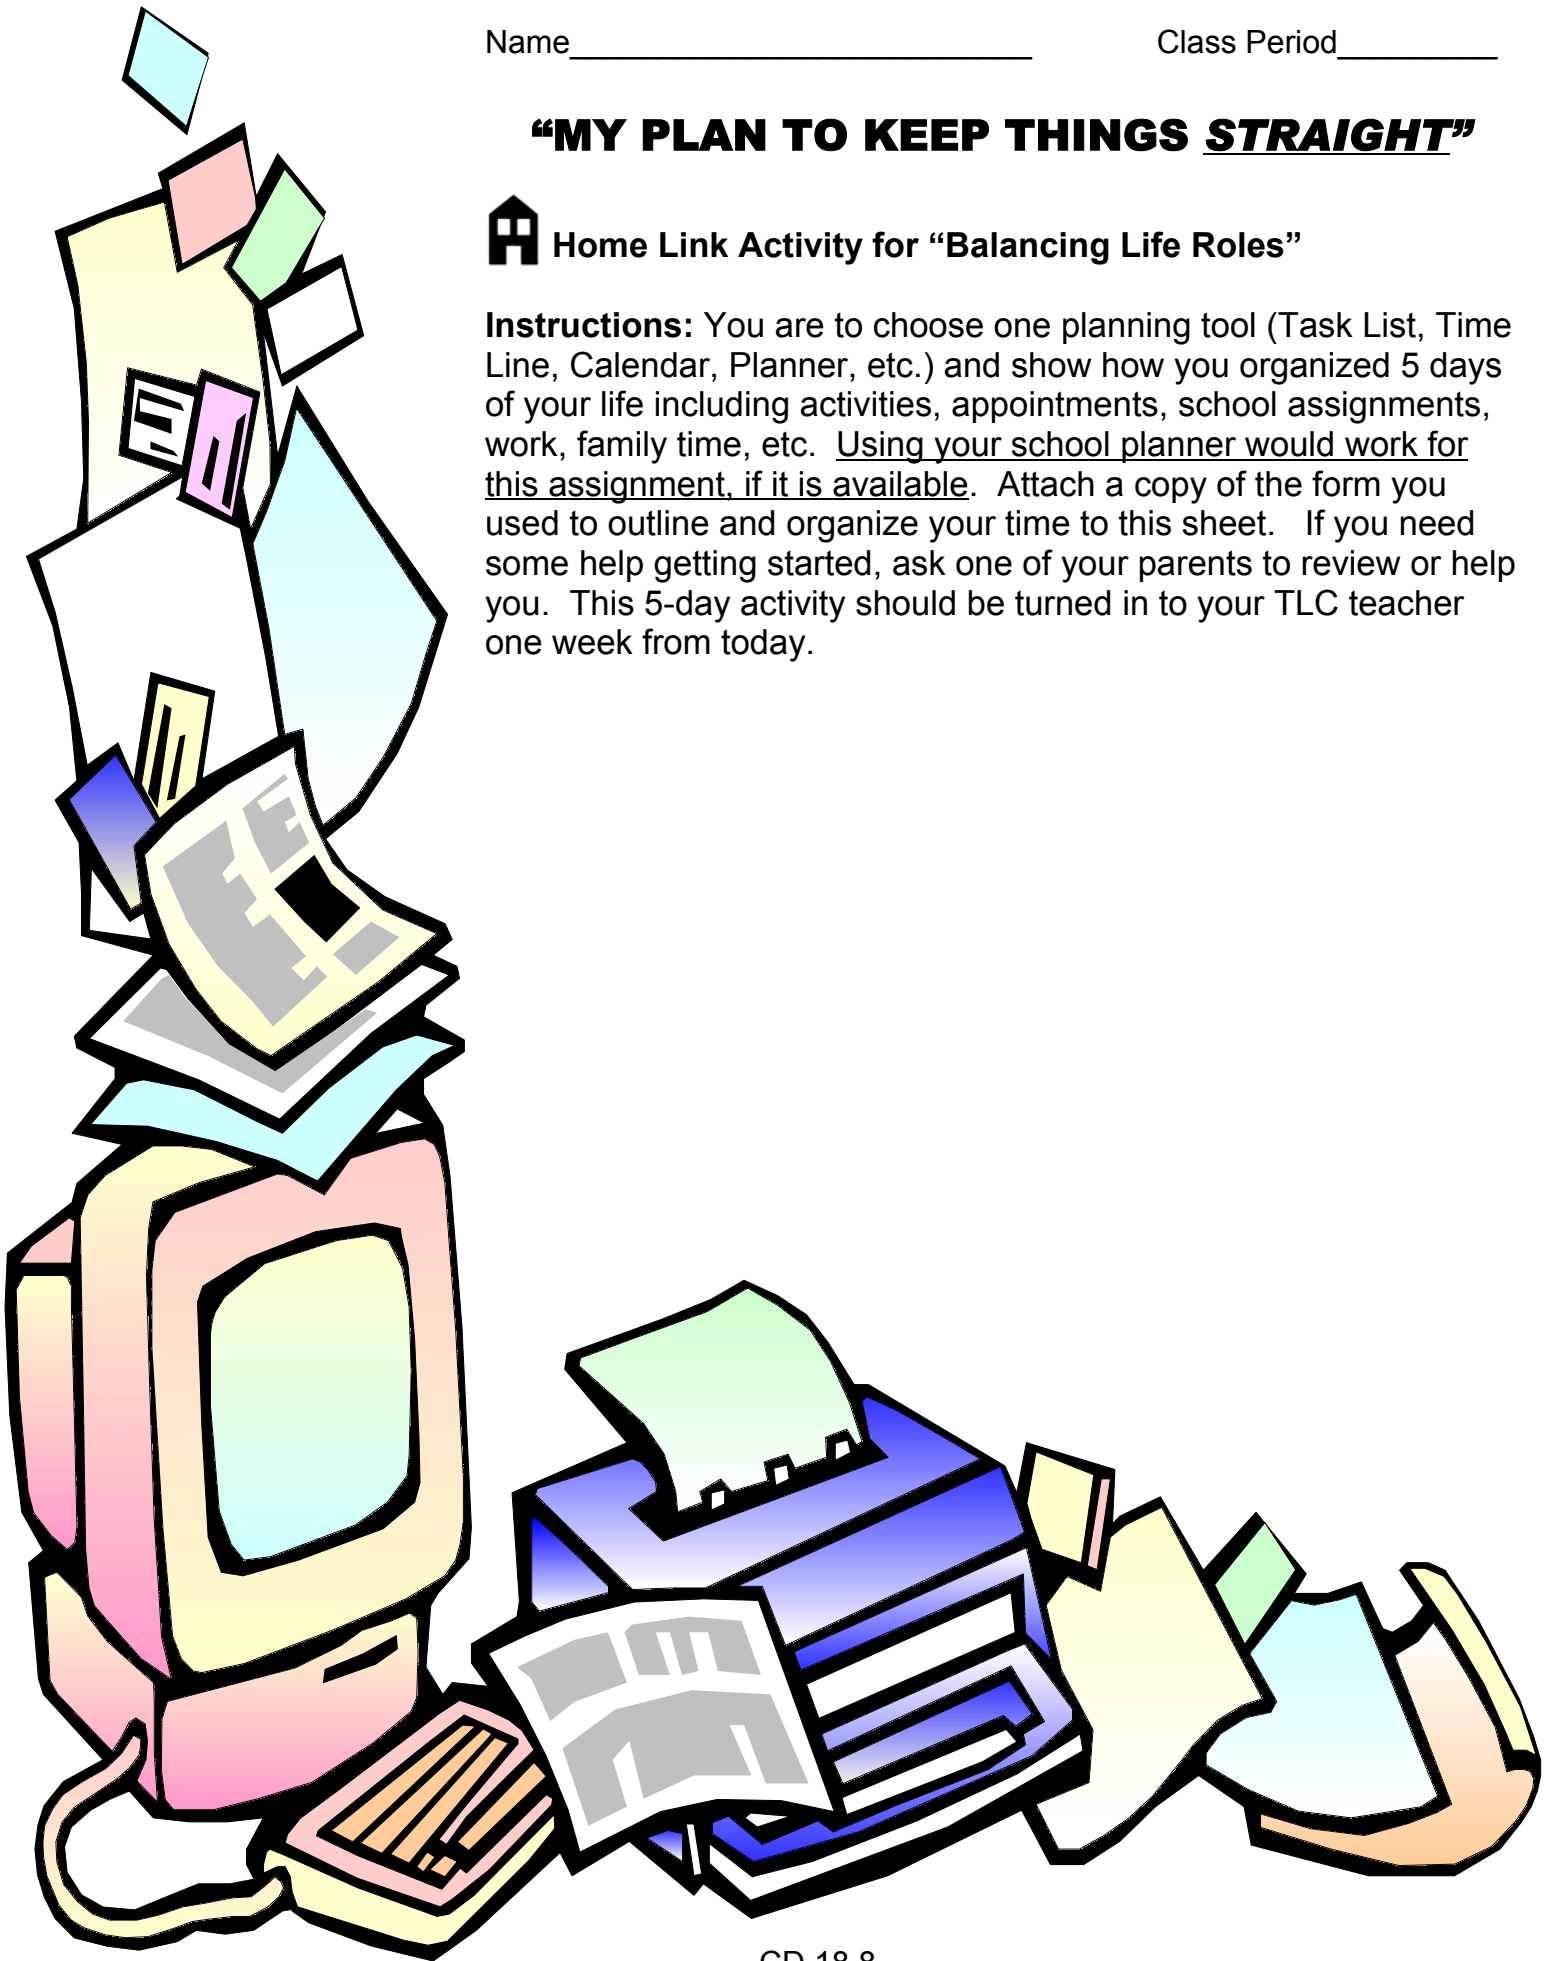 Name__________________________ Class Period_________
“MY PLAN TO KEEP THINGS STRAIGHT”
Home Link Activity for “Balancing Life Roles”
Instructions: You are to choose one planning tool (Task List, Time
Line, Calendar, Planner, etc.) and show how you organized 5 days
of your life including activities, appointments, school assignments,
work, family time, etc. Using your school planner would work for
this assignment, if it is available. Attach a copy of the form you
used to outline and organize your time to this sheet. If you need
some help getting started, ask one of your parents to review or help
you. This 5-day activity should be turned in to your TLC teacher
one week from today.
CD-18-8